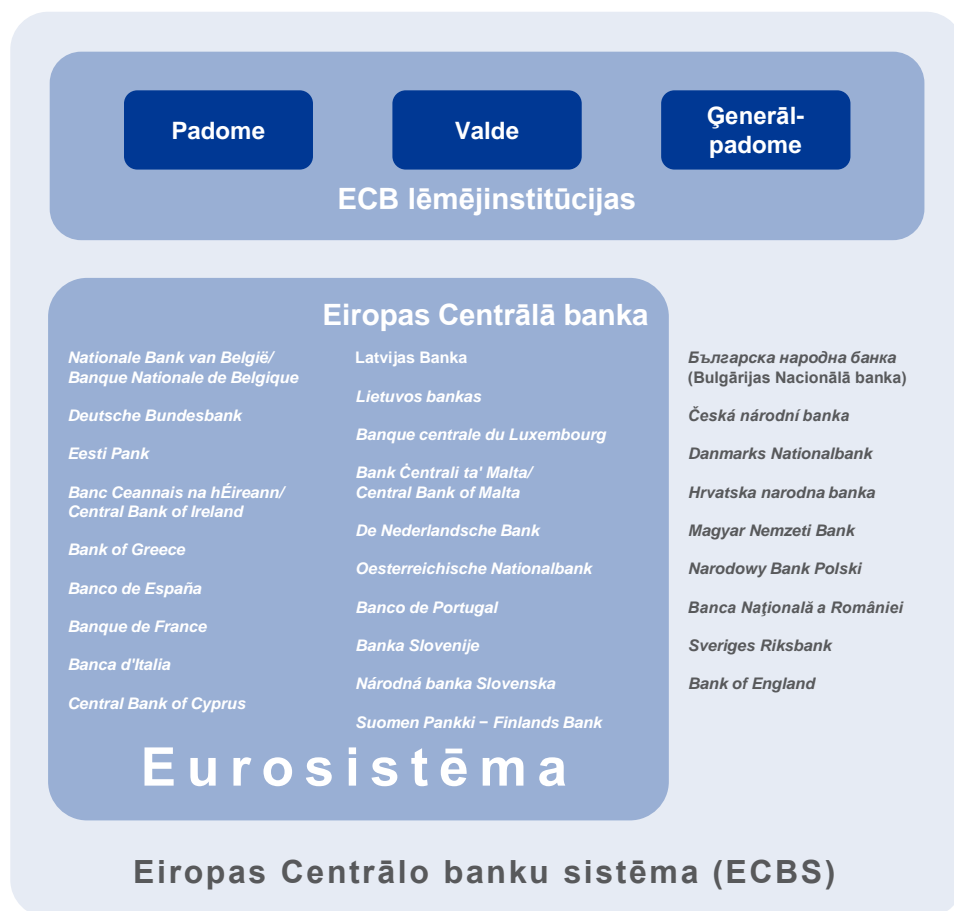 Padome
Valde
Ģenerāl-
padome
ECB lēmējinstitūcijas
Eiropas Centrālā banka
Nationale Bank van België/
Banque Nationale de Belgique
Deutsche Bundesbank
Eesti Pank
Banc Ceannais na hÉireann/
Central Bank of Ireland
Bank of Greece
Banco de España
Banque de France
Banca d'Italia
Central Bank of Cyprus
Latvijas Banka
Lietuvos bankas
Banque centrale du Luxembourg
Bank Ċentrali ta' Malta/
Central Bank of Malta
De Nederlandsche Bank
Oesterreichische Nationalbank
Banco de Portugal
Banka Slovenije
Národná banka Slovenska
Suomen Pankki − Finlands Bank
Българска народна банка
(Bulgārijas Nacionālā banka)
Česká národní banka
Danmarks Nationalbank
Hrvatska narodna banka
Magyar Nemzeti Bank
Narodowy Bank Polski
Banca Naţională a României
Sveriges Riksbank
Bank of England
Eurosistēma
Eiropas Centrālo banku sistēma (ECBS)